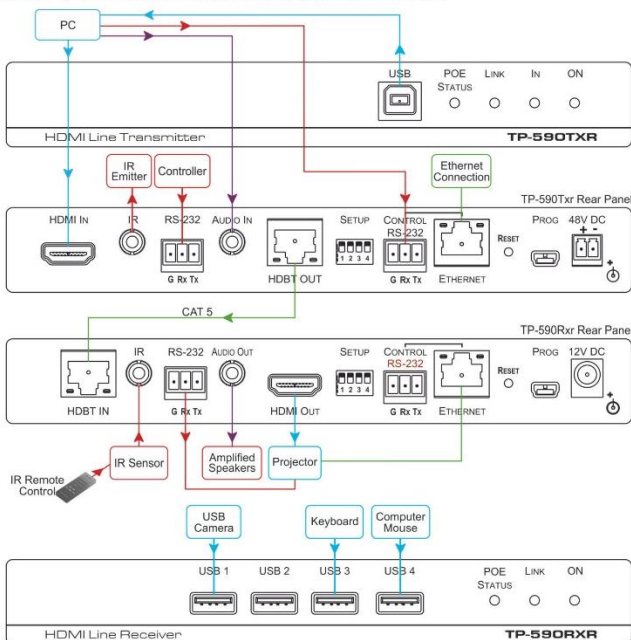 PC
USB
POE
STATUS
LINK
IN
ON
HDMI Line Transmitter
TP-590TXR
IR
Emitter
Controller
Ethernet
Connection
TP-590Txr Rear Panel
HDMI IN
IR
RS-232
AUDIO IN
SETUP
CONTROL
RS-232
RESET
PROG
48V DC
+ -
G Rx Tx
HDBT OUT
1 2 3 4
G Rx Tx
ETHERNET
CAT 5
TP-590Rxr Rear Panel
IR
RS-232
AUDIO OUT
SETUP
CONTROL
RS-232
RESET
PROG
12V DC
HDBT IN
G Rx Tx
HDMI OUT
1 2 3 4
G Rx Tx
ETHERNET
IR Remote
Control
IR Sensor
Amplified
Speakers
Projector
USB
Camera
Keyboard
Computer
Mouse
USB 1
USB 2
USB 3
USB 4
POE
STATUS
LINK
ON
HDMI Line Receiver
TP-590RXR